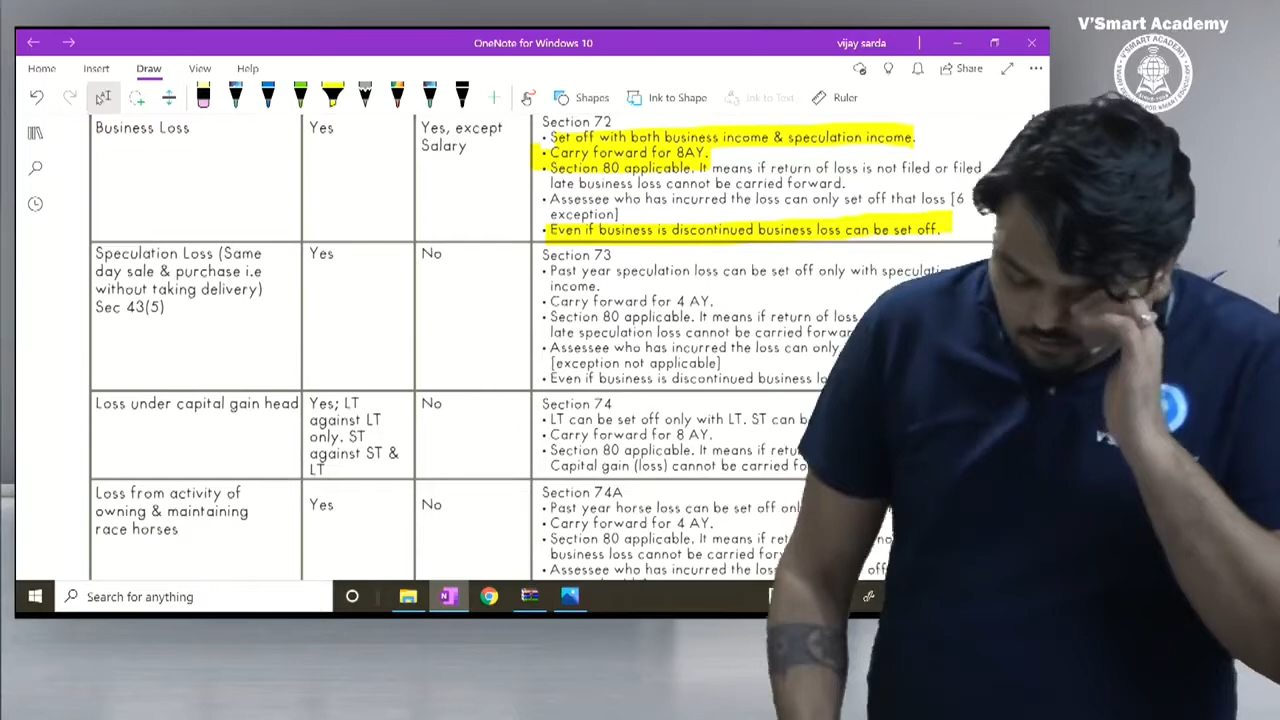 V'Smart Academy
OneNote for Windows 10
vijay sarda
Home
Insert
Draw
View
Help
Share
Shapes
Ink to Shape
Ink to Text
Ruler
Business Loss
Yes
Yes, except
Salary
Section 72
• Set off with both business income & speculation income.
• Carry forward for 8AY.
• Section 80 applicable. It means if return of loss is not filed or filed
late business loss cannot be carried forward.
• Assessee who has incurred the loss can only set off that loss [6
exception]
• Even if business is discontinued business loss can be set off.
Speculation Loss (Same
day sale & purchase i.e
without taking delivery)
Sec 43(5)
Yes
No
Section 73
• Past year speculation loss can be set off only with
income.
• Carry forward for 4 AY.
• Section 80 applicable. It means if return of loss
late speculation loss cannot be carried
• Assessee who has incurred the loss can only
[exception not applicable]
• Even if business is discontinued business
Loss under capital gain head
Yes; LT
against LT
only. ST
against ST &
LT
No
Section 74
• LT can be set off only with LT. ST can
• Carry forward for 8 AY.
• Section 80 applicable. It means if
Capital gain (loss) cannot be carried
Loss from activity of
owning & maintaining
race horses
Yes
No
Section 74A
• Past year horse loss can be set off
• Carry forward for 4 AY.
• Section 80 applicable. It means if
business loss cannot be carried
• Assessee who has incurred the
Search for anything